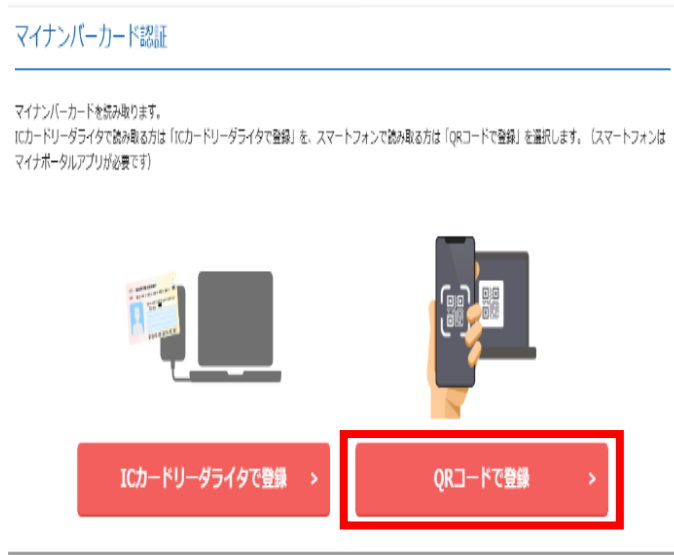 マイナンバーカード認証
マイナンバーカードを読み取ります。
ICカードリーダライタで読み取る方は「ICカードリーダライタで登録」を、スマートフォンで読み取る方は「QRコードで登録」を選択します。（スマートフォンは
マイナポータルアプリが必要です）
ICカードリーダライタで登録 >
QRコードで登録 >